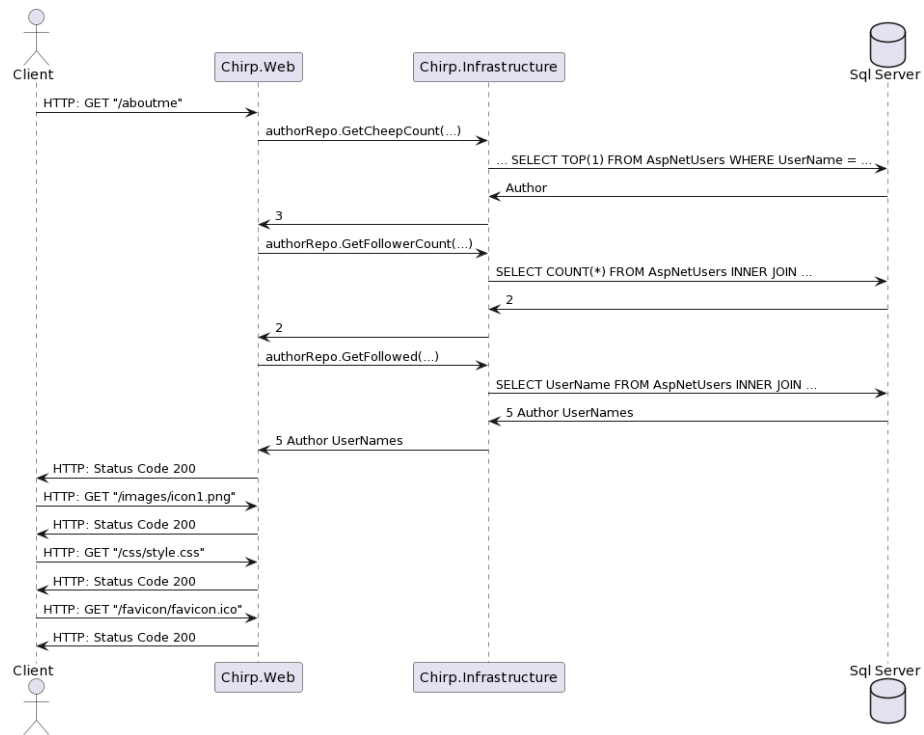 Client
Chirp.Web
Chirp.Infrastructure
Sql Server
HTTP: GET "/aboutme"
authorRepo.GetCheepCount(...)
... SELECT TOP(1) FROM AspNetUsers WHERE UserName = ...
Author
3
authorRepo.GetFollowerCount(...)
SELECT COUNT(*) FROM AspNetUsers INNER JOIN ...
2
2
authorRepo.GetFollowed(...)
SELECT UserName FROM AspNetUsers INNER JOIN ...
5 Author UserNames
5 Author UserNames
HTTP: Status Code 200
HTTP: GET "/images/icon1.png"
HTTP: Status Code 200
HTTP: GET "/css/style.css"
HTTP: Status Code 200
HTTP: GET "/favicon/favicon.ico"
HTTP: Status Code 200
Client
Chirp.Web
Chirp.Infrastructure
Sql Server